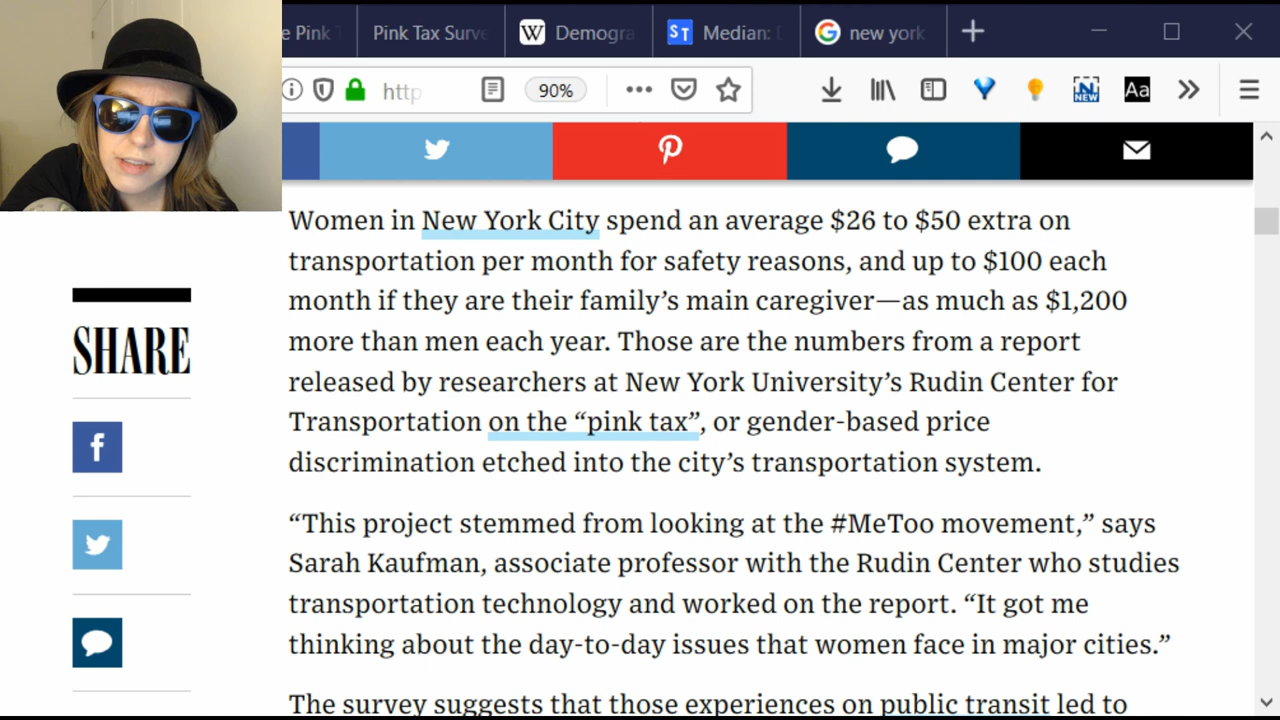 e Pink T
Pink Tax Surve
W Demogra
ST Median: D
G new york
http
90%
NEW
Aa
Women in New York City spend an average $26 to $50 extra on
transportation per month for safety reasons, and up to $100 each
month if they are their family’s main caregiver—as much as $1,200
more than men each year. Those are the numbers from a report
released by researchers at New York University’s Rudin Center for
Transportation on the “pink tax”, or gender-based price
discrimination etched into the city’s transportation system.
“This project stemmed from looking at the #MeToo movement,” says
Sarah Kaufman, associate professor with the Rudin Center who studies
transportation technology and worked on the report. “It got me
thinking about the day-to-day issues that women face in major cities.”
The survey suggests that those experiences on public transit led to
SHARE